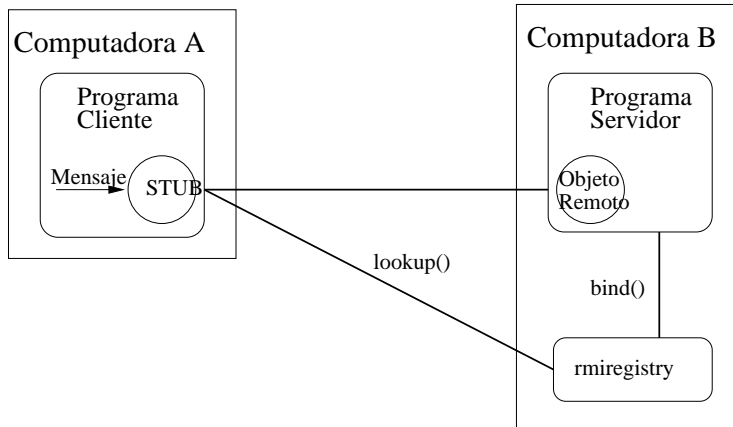 Computadora A
Programa
Cliente
Mensaje
STUB
lookup()
Computadora B
Programa
Servidor
Objeto
Remoto
bind()
rmiregistry